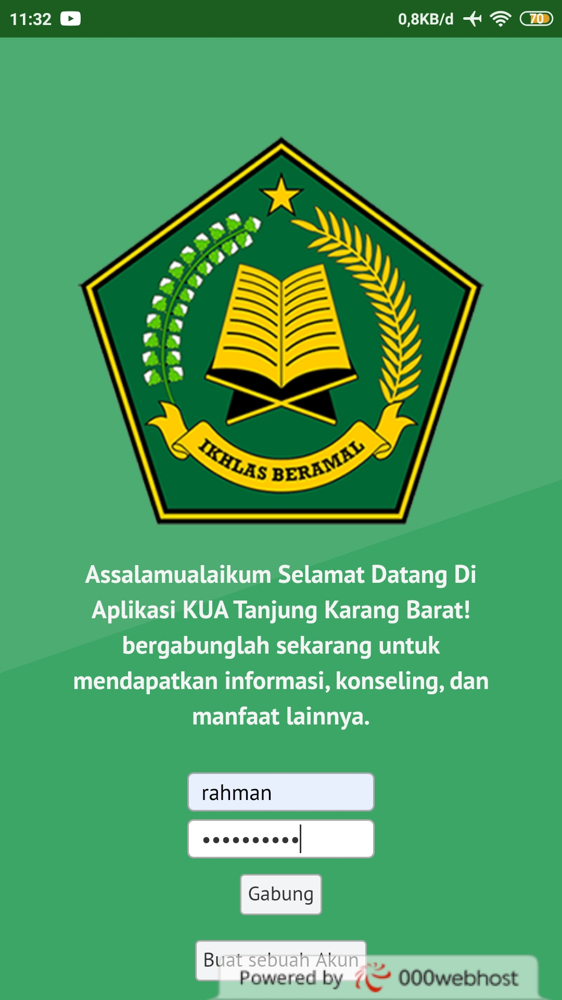 11:32
0,8KB/d
70
IKHLAS BERAMAL
Assalamualaikum Selamat Datang Di
Aplikasi KUA Tanjung Karang Barat!
bergabunglah sekarang untuk
mendapatkan informasi, konseling, dan
manfaat lainnya.
rahman
••••••••••
Gabung
Buat sebuah Akun
Powered by 000webhost